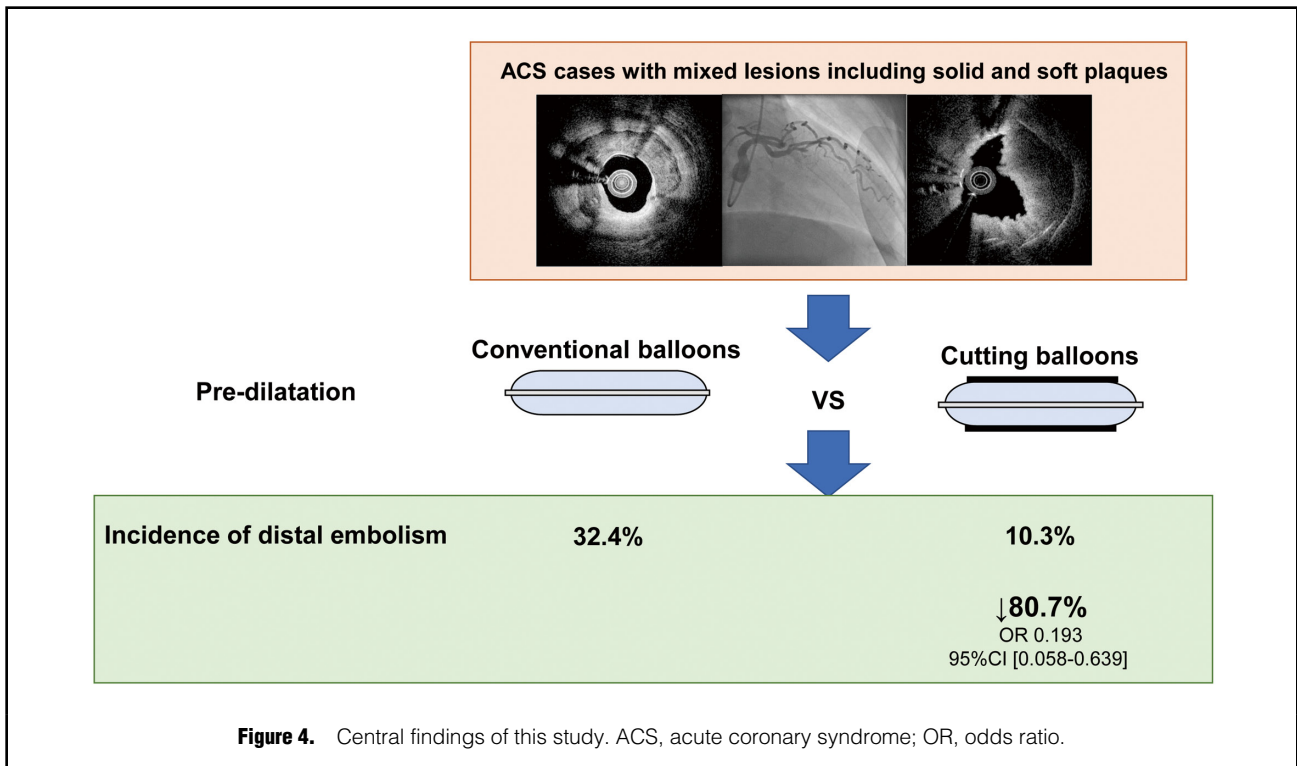 ACS cases with mixed lesions including solid and soft plaques
Conventional balloons
Cutting balloons
Pre-dilatation
VS
Incidence of distal embolism
32.4%
10.3%
↓80.7%
OR 0.193
95%CI [0.058-0.639]
Figure 4. Central findings of this study. ACS, acute coronary syndrome; OR, odds ratio.